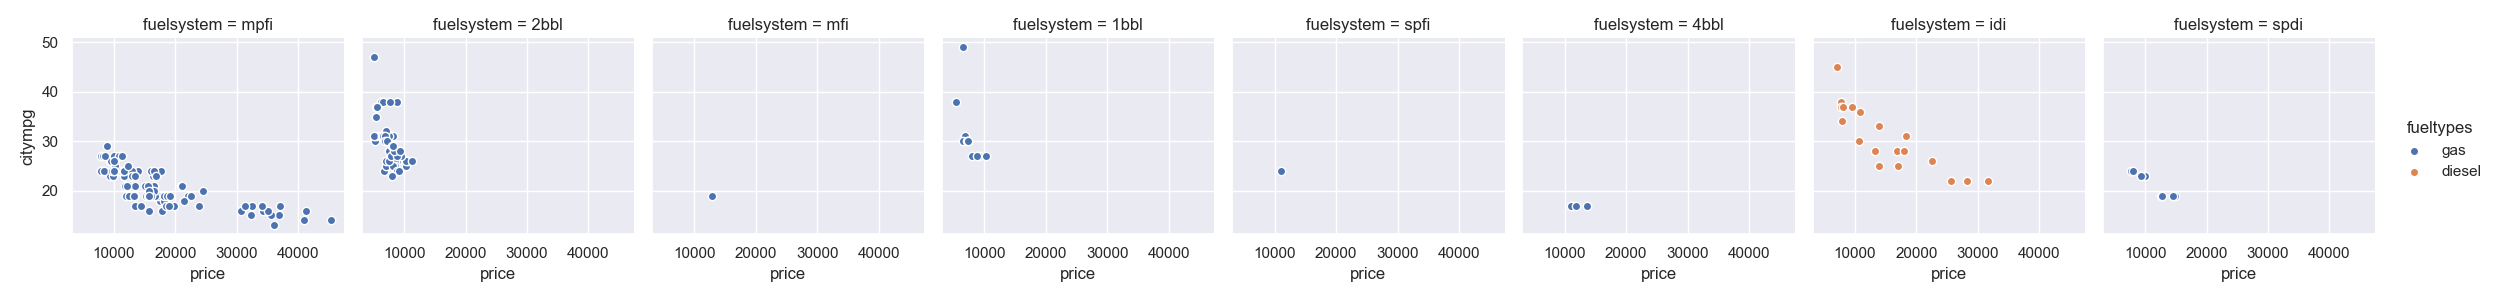 fuelsystem = mpfi
fuelsystem = 2bbl
fuelsystem = mfi
fuelsystem = 1bbl
fuelsystem = spfi
fuelsystem = 4bbl
fuelsystem = idi
fuelsystem = spdi
50
40
30
20
citympg
10000 20000 30000 40000
10000 20000 30000 40000
10000 20000 30000 40000
10000 20000 30000 40000
10000 20000 30000 40000
10000 20000 30000 40000
10000 20000 30000 40000
10000 20000 30000 40000
price
price
price
price
price
price
price
price
fueltypes
gas
diesel